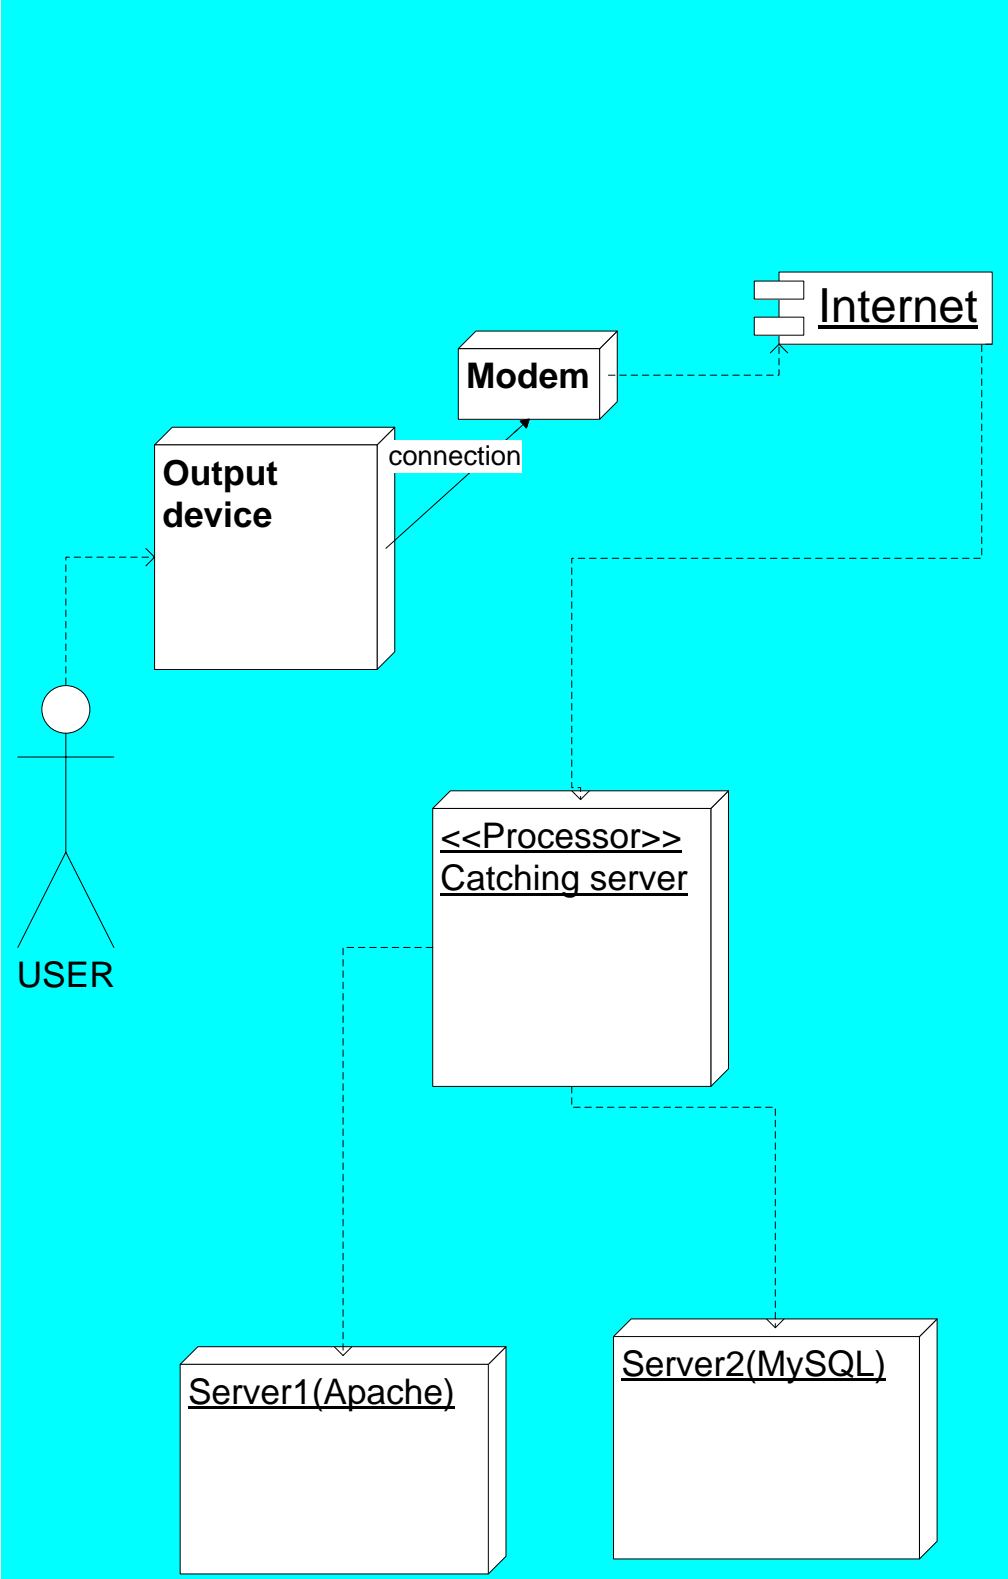 Internet
Modem
connection
Output
device
<<Processor>>
Catching server
USER
Server1(Apache)
Server2(MySQL)